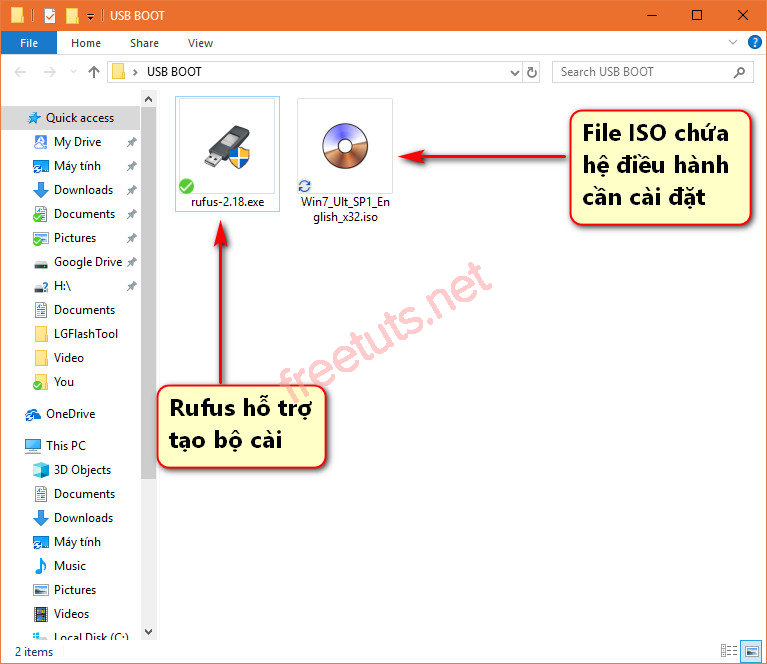 USB BOOT
File Home Share View
USB BOOT
Search USB BOOT
Quick access
My Drive
Máy tính
Downloads
Documents
Pictures
Google Drive
H:\
Documents
LGFlashTool
Video
You
OneDrive
This PC
3D Objects
Documents
Downloads
Máy tính
Music
Pictures
Videos
Local Disk (C:)
rufus-2.18.exe
Win7_Ult_SP1_En
glish_x32.iso
File ISO chứa
hệ điều hành
cần cài đặt
freetuts.net
Rufus hỗ trợ
tạo bộ cài
2 items